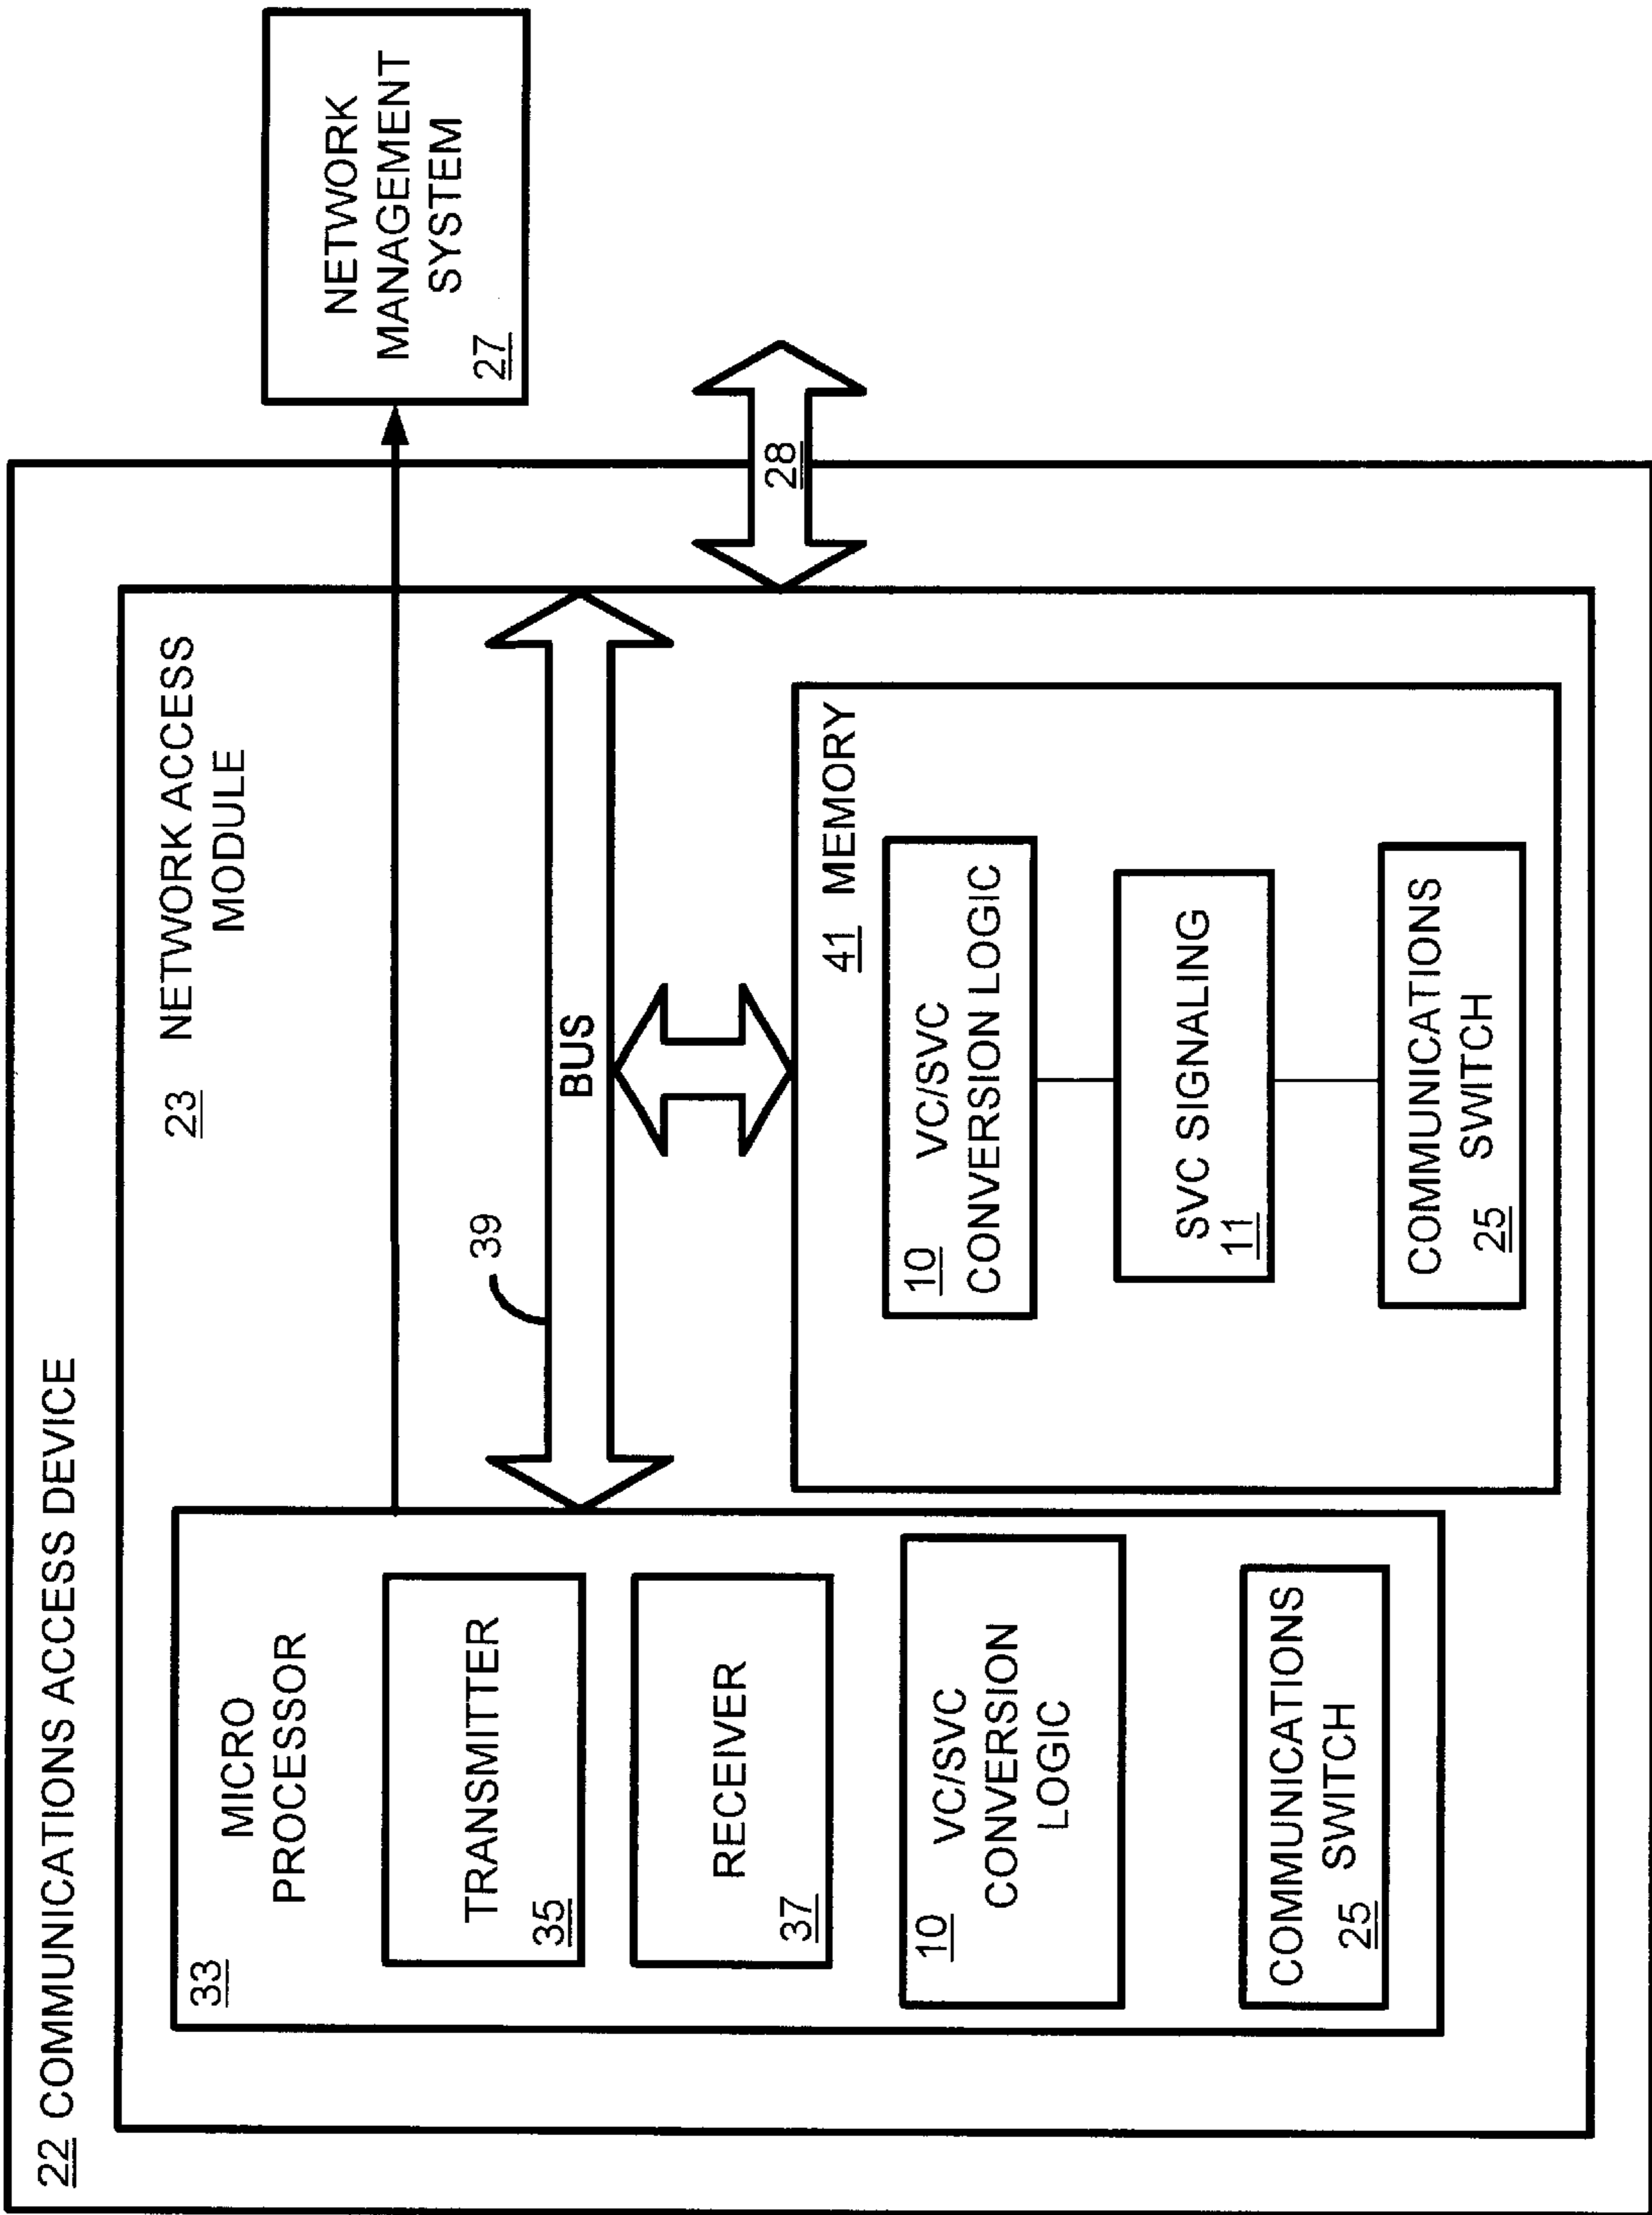 22 COMMUNICATIONS ACCESS DEVICE
23 NETWORK ACCESS
MODULE
33
MICRO
PROCESSOR
TRANSMITTER
35
RECEIVER
37
10 VC/SVC
CONVERSION
LOGIC
COMMUNICATIONS
25 SWITCH
39
BUS
41 MEMORY
10 VC/SVC
CONVERSION LOGIC
SVC SIGNALING
11
COMMUNICATIONS
25 SWITCH
28
NETWORK
MANAGEMENT
SYSTEM
27